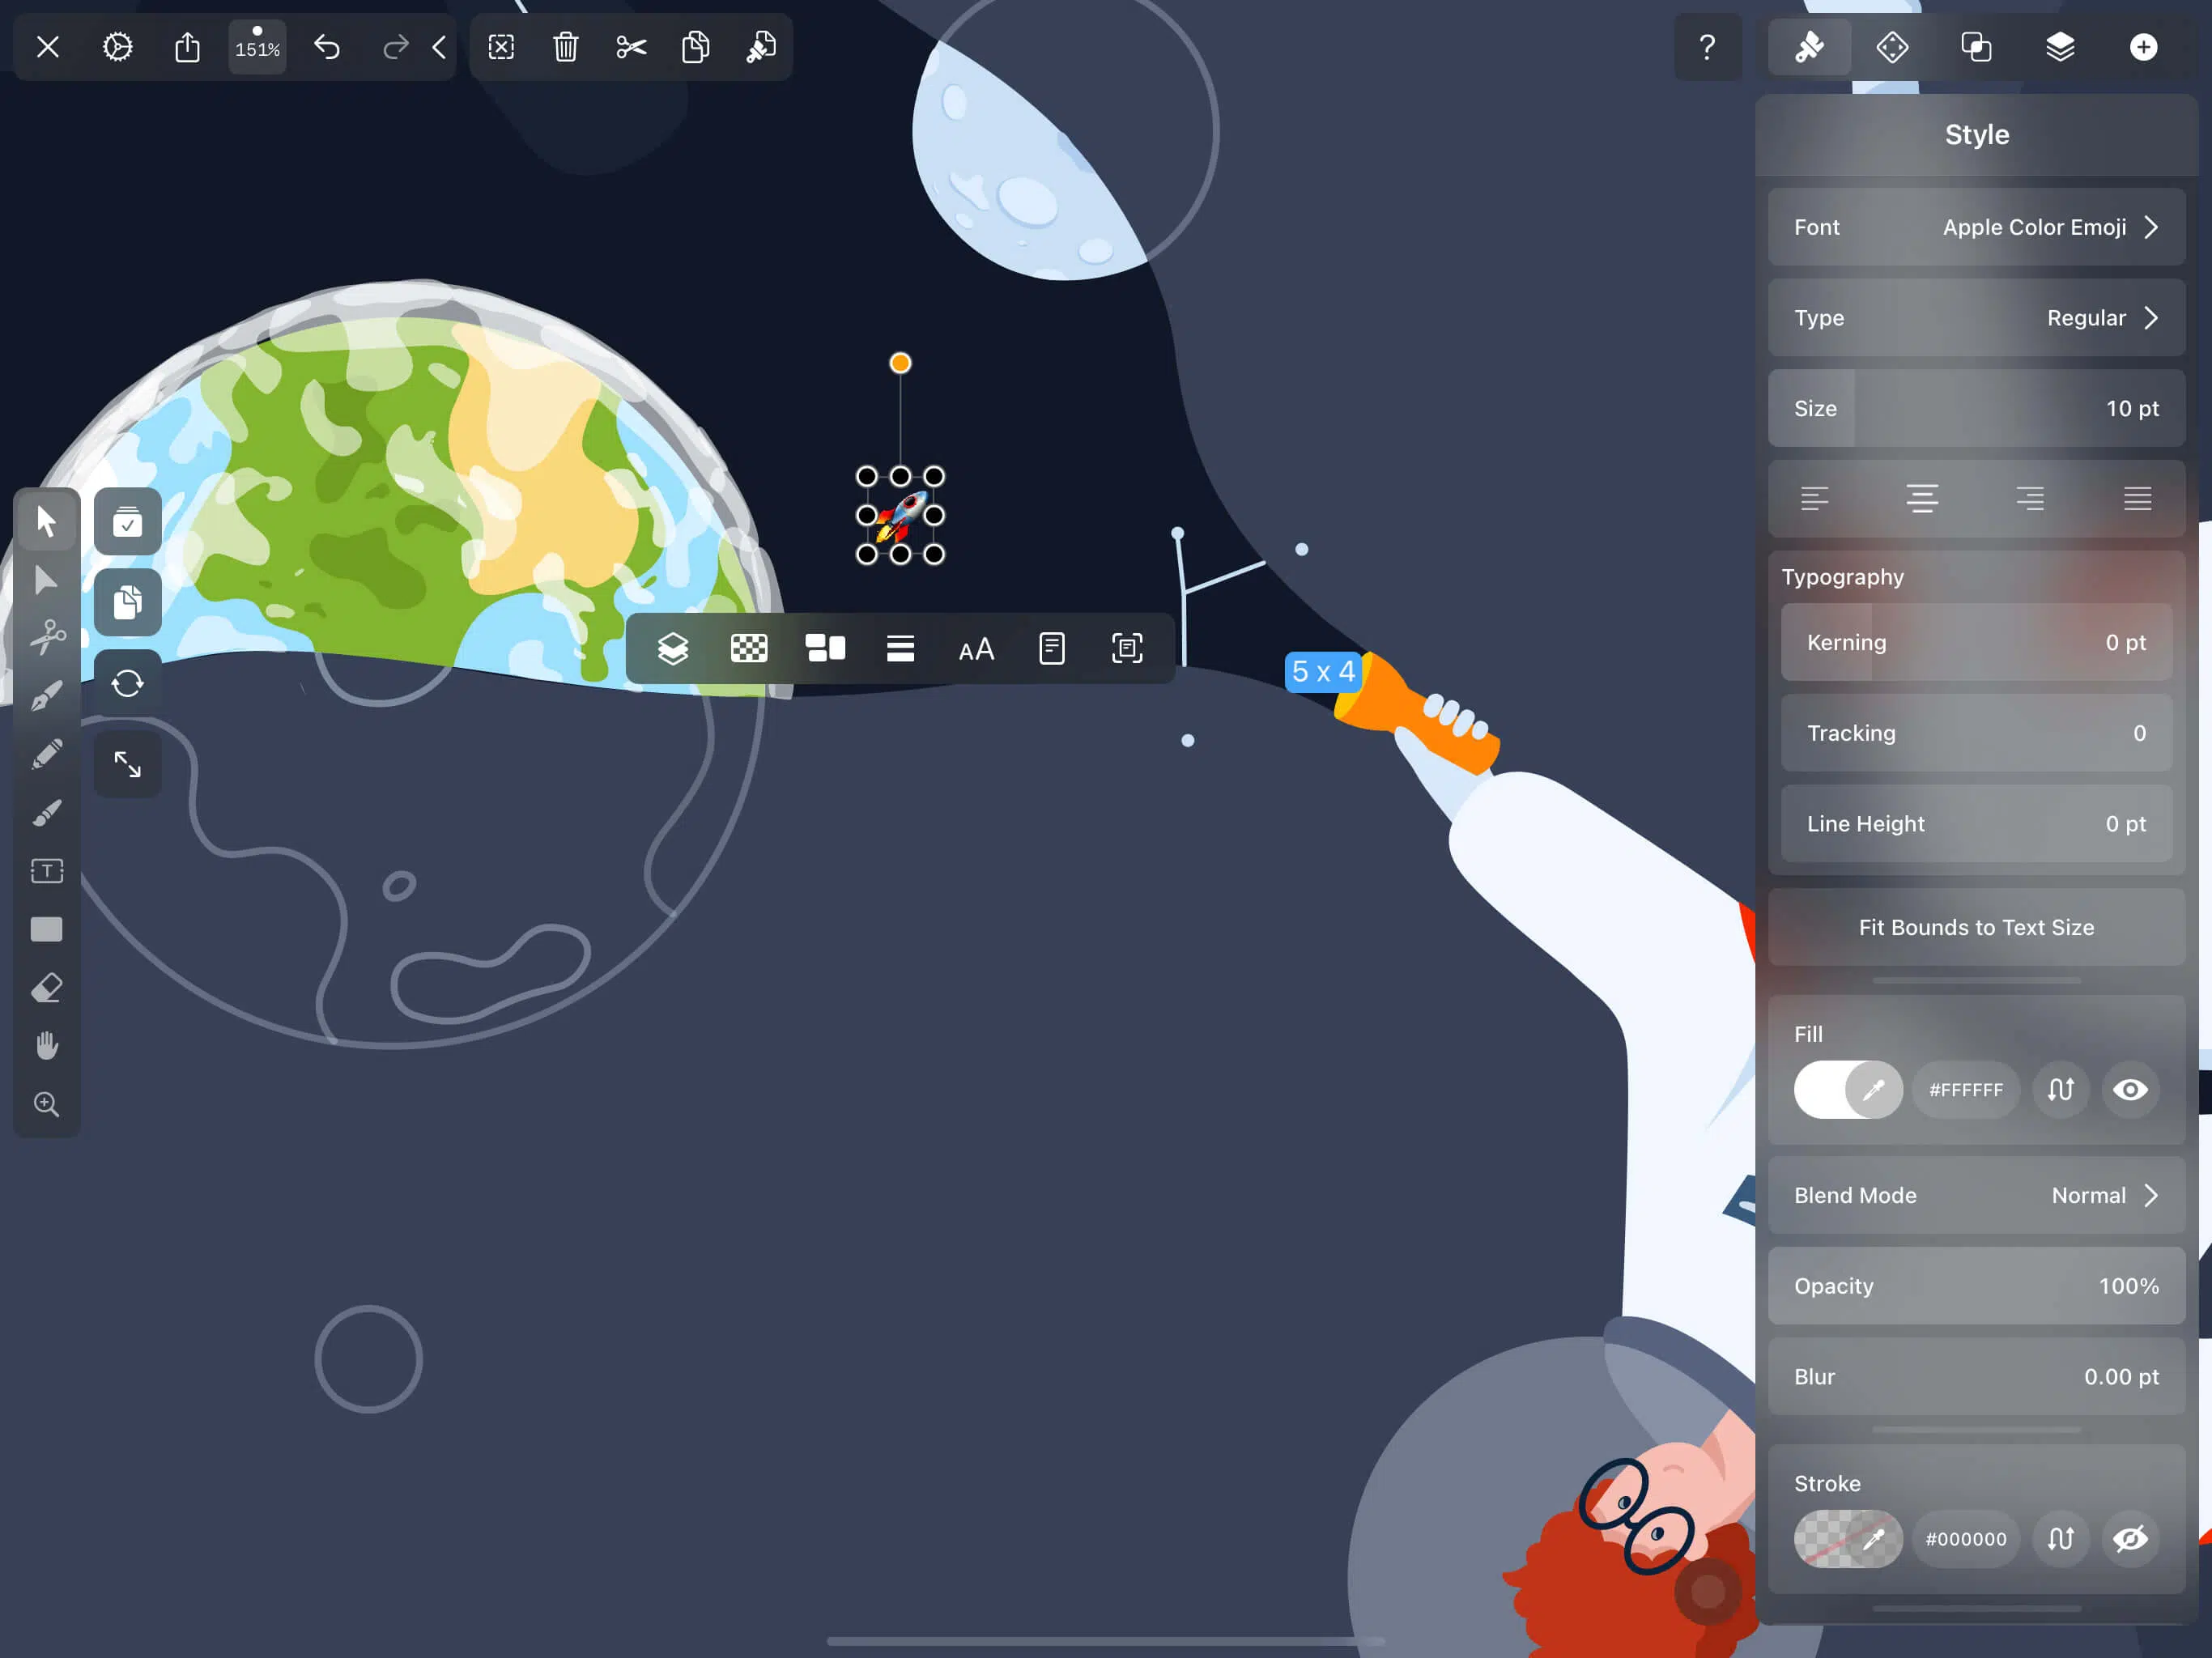 151%
?
Style
Font Apple Color Emoji
Type Regular
Size 10 pt
Typography
Kerning 0 pt
AA
5 x 4
Tracking 0
Line Height 0 pt
T
Fit Bounds to Text Size
Fill
#FFFFFF
Blend Mode Normal
Opacity 100%
Blur 0.00 pt
Stroke
#000000